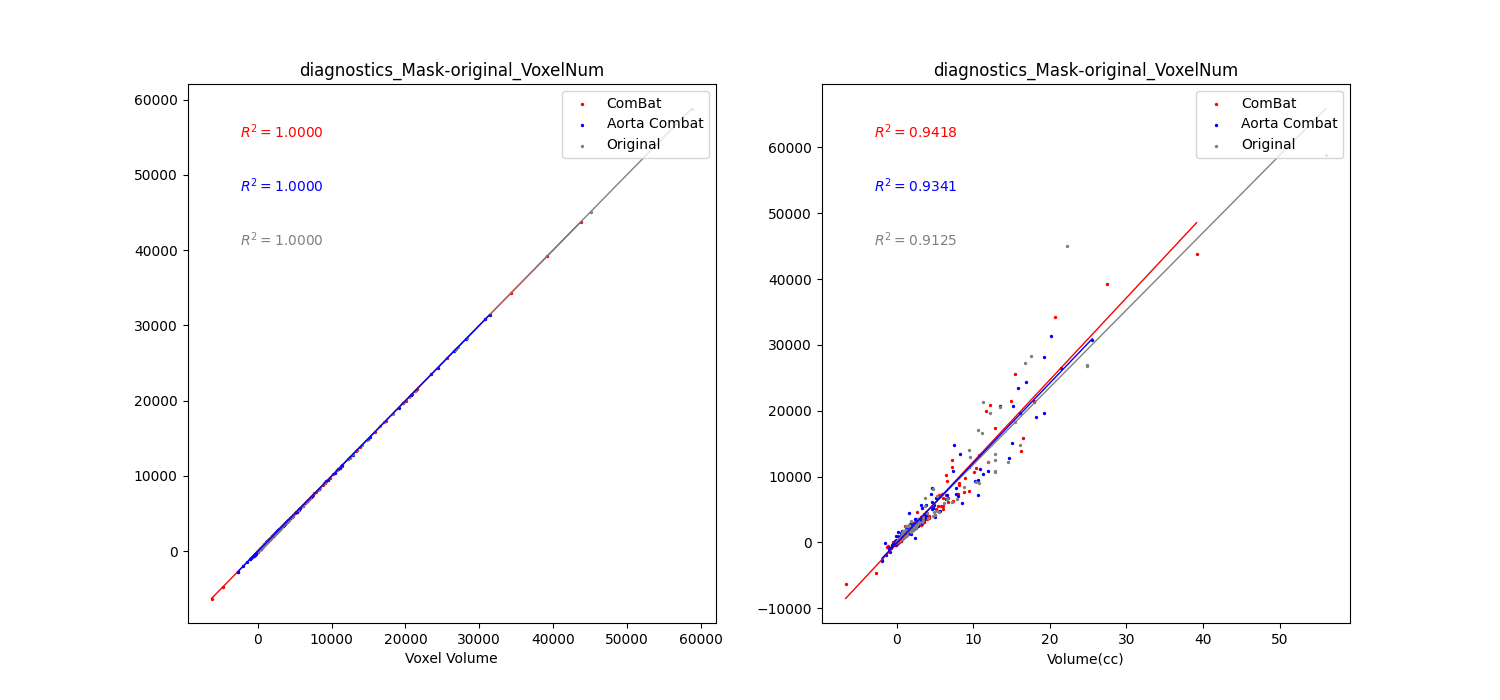 diagnostics_Mask-original_VoxelNum
60000
50000
40000
30000
20000
10000
0
R² = 1.0000
R² = 1.0000
R² = 1.0000
ComBat
Aorta Combat
Original
0 10000 20000 30000 40000 50000 60000
Voxel Volume
diagnostics_Mask-original_VoxelNum
60000
50000
40000
30000
20000
10000
0
−10000
R² = 0.9418
R² = 0.9341
R² = 0.9125
ComBat
Aorta Combat
Original
0 10 20 30 40 50
Volume(cc)